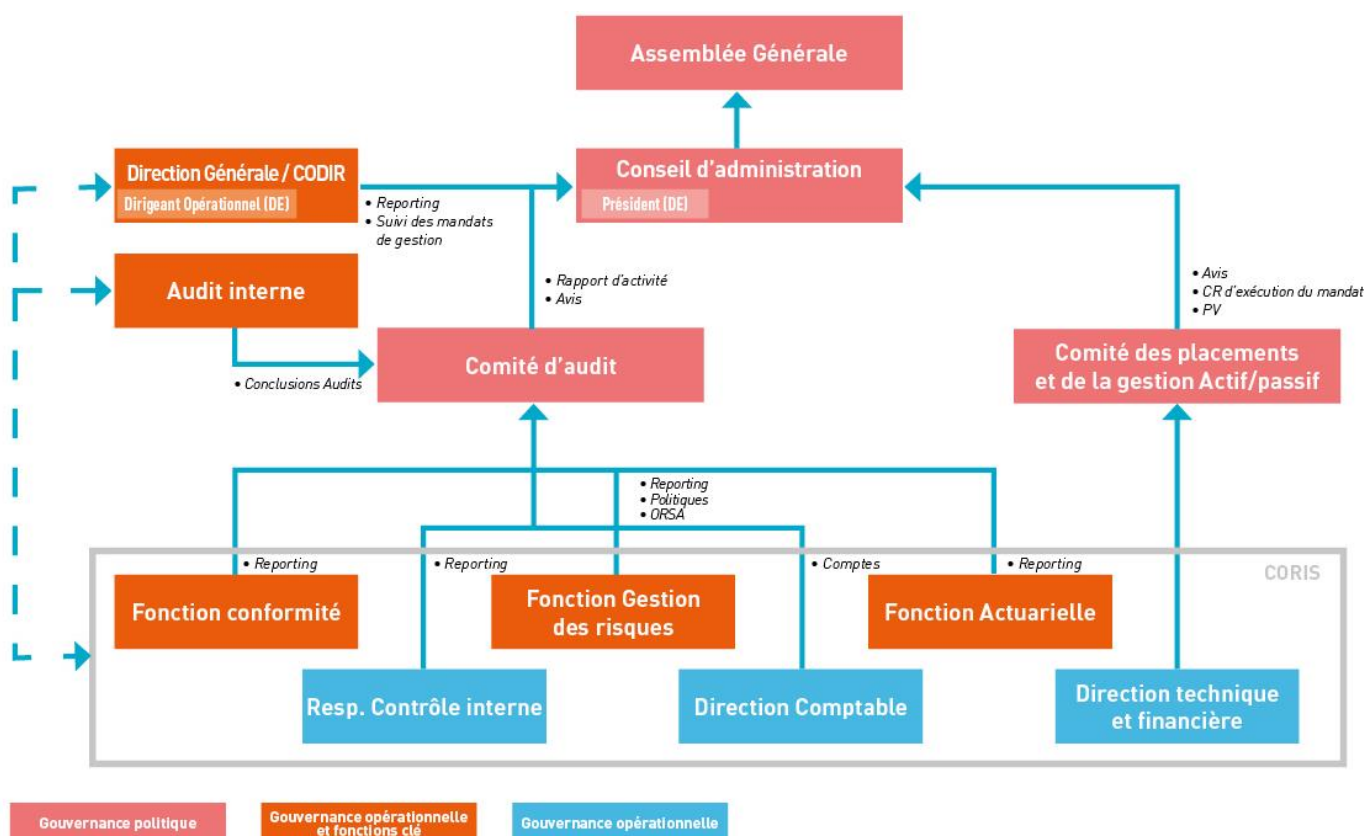 Assemblée Générale
Direction Générale / CODIR
Dirigeant Opérationnel (DE)
Conseil d'administration
Président (DE)
• Reporting
• Suivi des mandats
de gestion
Audit interne
• Rapport d'activité
• Avis
• Avis
• CR d'exécution du mandat
• PV
Comité d'audit
• Conclusions Audits
Comité des placements
et de la gestion Actif/passif
• Reporting
• Politiques
• ORSA
• Reporting
• Reporting
• Comptes
• Reporting
CORIS
Fonction conformité
Fonction Gestion
des risques
Fonction Actuarielle
Resp. Contrôle interne
Direction Comptable
Direction technique
et financière
Gouvernance politique
Gouvernance opérationnelle
et fonctions clé
Gouvernance opérationnelle